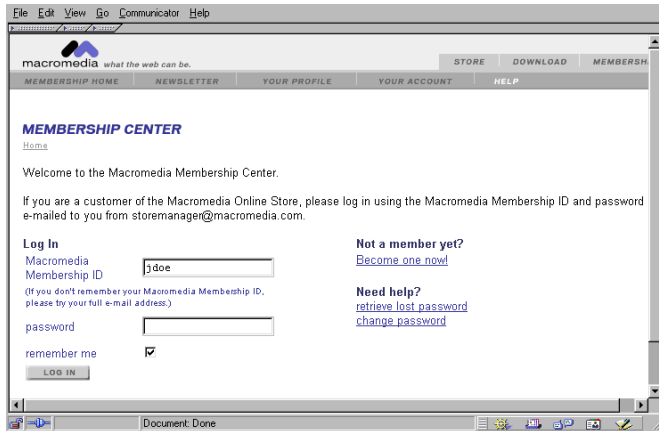 File Edit View Go Communicator Help
macromedia what the web can be.
STORE DOWNLOAD MEMBERSH
MEMBERSHIP HOME NEWSLETTER YOUR PROFILE YOUR ACCOUNT HELP
MEMBERSHIP CENTER
Home
Welcome to the Macromedia Membership Center.
If you are a customer of the Macromedia Online Store, please log in using the Macromedia Membership ID and password
e-mailed to you from storemanager@macromedia.com.
Log In
Macromedia
Membership ID
jdoe
(If you don't remember your Macromedia Membership ID,
please try your full e-mail address.)
password
remember me
LOG IN
Not a member yet?
Become one now!
Need help?
retrieve lost password
change password
Document: Done